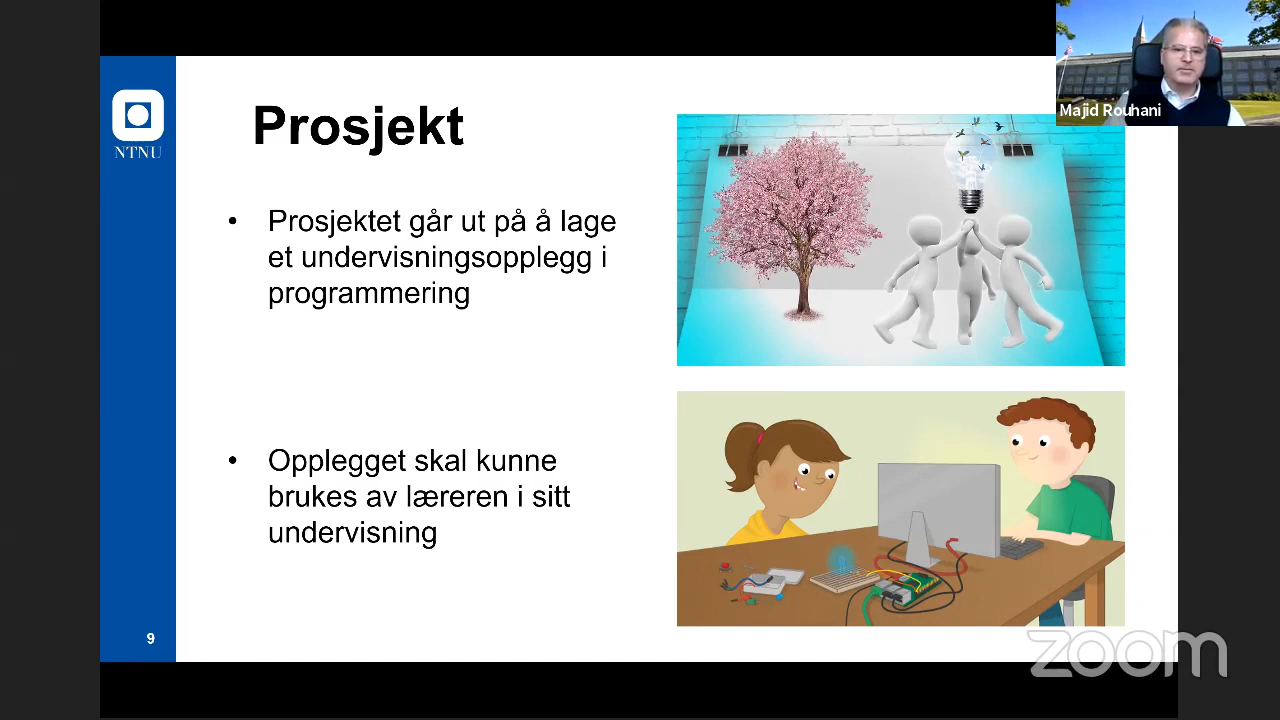 Majid Rouhani
NTNU
Prosjekt
• Prosjektet går ut på å lage
et undervisningsopplegg i
programmering
• Opplegget skal kunne
brukes av læreren i sitt
undervisning
9
zoom